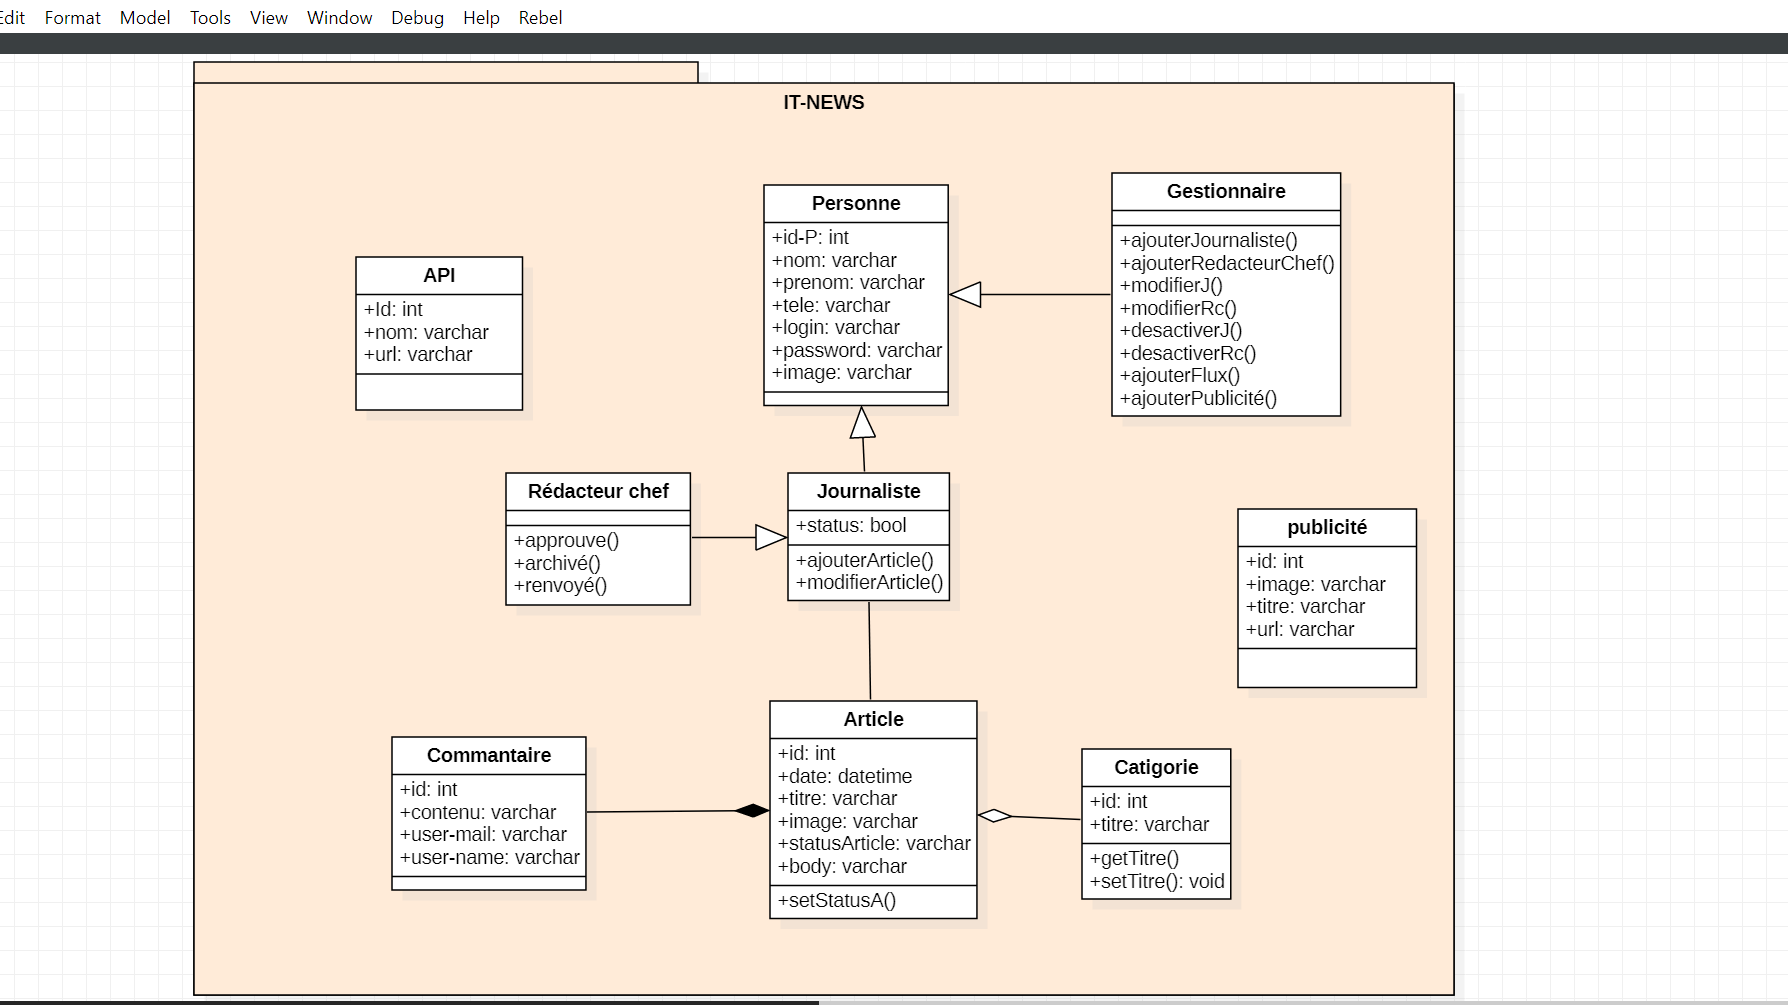 Edit Format Model Tools View Window Debug Help Rebel
IT-NEWS
Personne
+id-P: int
+nom: varchar
+prenom: varchar
+tele: varchar
+login: varchar
+password: varchar
+image: varchar
Gestionnaire
+ajouterJournaliste()
+ajouterRedacteurChef()
+modifierJ()
+modifierRc()
+desactiverJ()
+desactiverRc()
+ajouterFlux()
+ajouterPublicité()
API
+Id: int
+nom: varchar
+url: varchar
Rédacteur chef
+approuve()
+archivé()
+renvoyé()
Journaliste
+status: bool
+ajouterArticle()
+modifierArticle()
publicité
+id: int
+image: varchar
+titre: varchar
+url: varchar
Commantaire
+id: int
+contenu: varchar
+user-mail: varchar
+user-name: varchar
Article
+id: int
+date: datetime
+titre: varchar
+image: varchar
+statusArticle: varchar
+body: varchar
+setStatusA()
Catigorie
+id: int
+titre: varchar
+getTitre()
+setTitre(): void